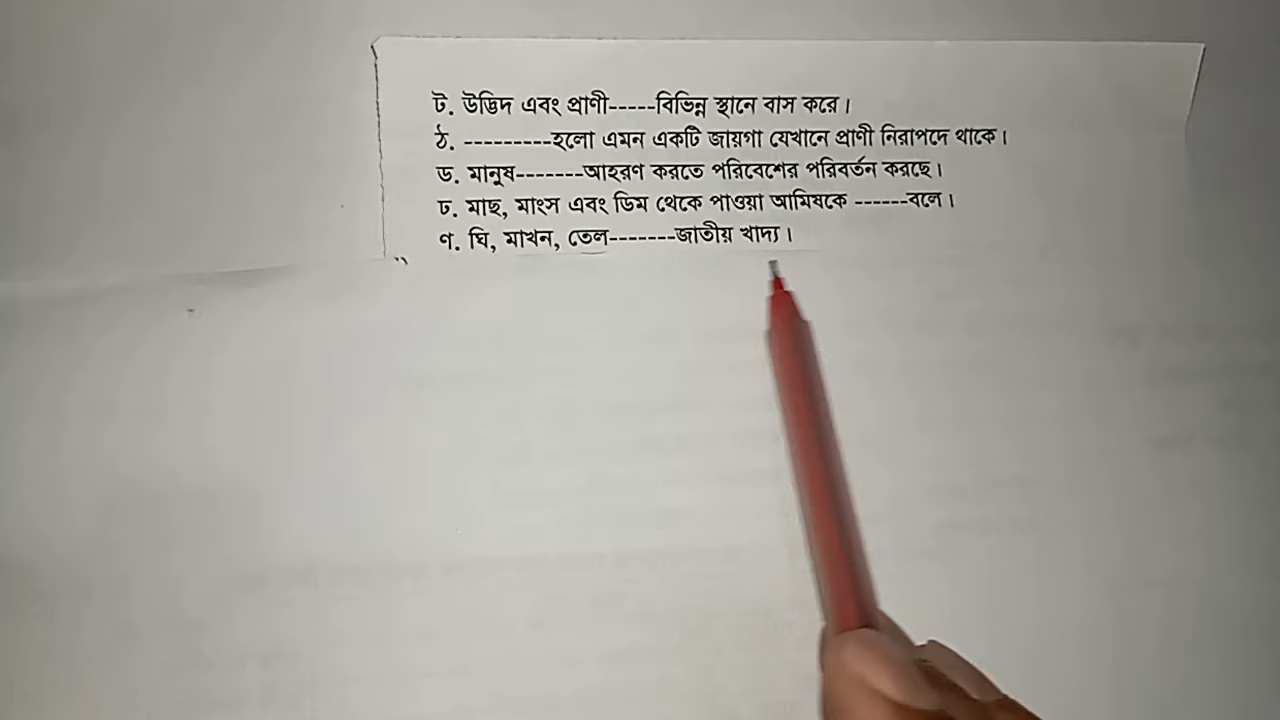 ট. উদ্ভিদ এবং প্রাণী-----বিভিন্ন স্থানে বাস করে।
ঠ. ---------হলো এমন একটি জায়গা যেখানে প্রাণী নিরাপদে থাকে।
ড. মানুষ-------আহরণ করতে পরিবেশের পরিবর্তন করছে।
ঢ. মাছ, মাংস এবং ডিম থেকে পাওয়া আমিষকে ------বলে।
ণ. ঘি, মাখন, তেল-------জাতীয় খাদ্য।